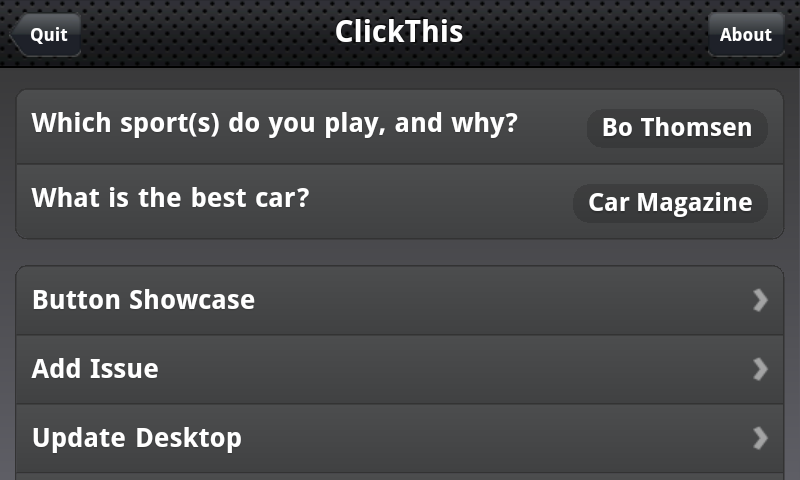 Quit
ClickThis
About
Which sport(s) do you play, and why?
Bo Thomsen
What is the best car?
Car Magazine
Button Showcase
Add Issue
Update Desktop